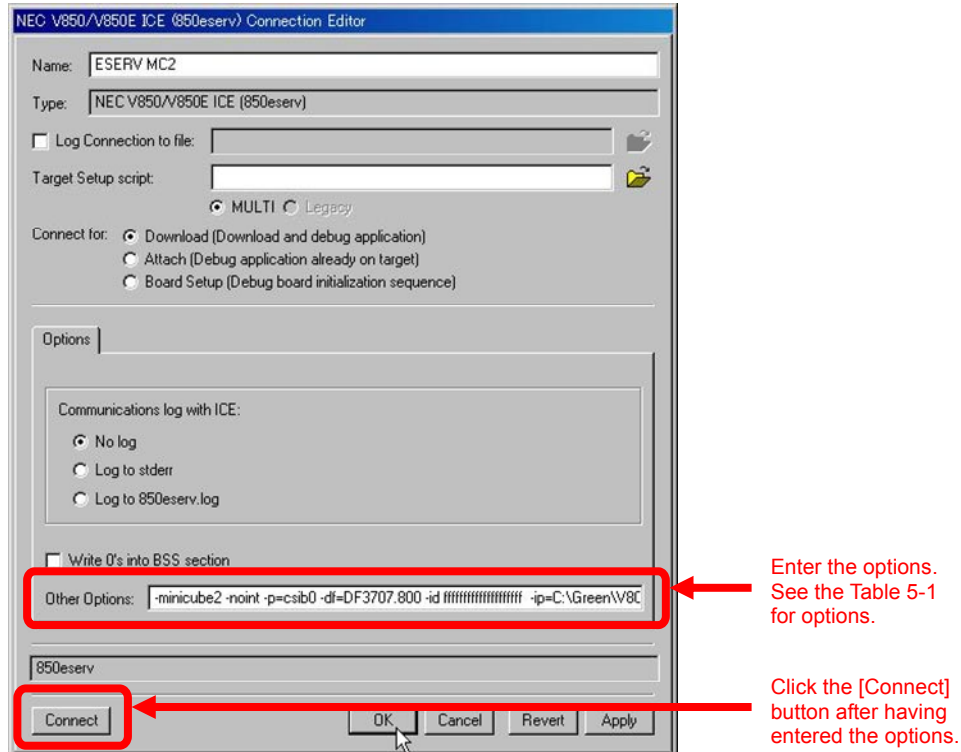 NEC V850/V850E ICE (850eserv) Connection Editor
Name: ESERV MC2
Type: NEC V850/V850E ICE (850eserv)
Log Connection to file:
Target Setup script:
MULTI Legacy
Connect for: Download (Download and debug application)
Attach (Debug application already on target)
Board Setup (Debug board initialization sequence)
Options
Communications log with ICE:
No log
Log to stderr
Log to 850eserv.log
Write 0's into BSS section
Other Options: -minicube2 -noint -p=csib0 -df=DF3707.800 -id ffffffffffffffffffff -ip=C:\Green\V80
Enter the options.
See the Table 5-1
for options.
850eserv
Connect OK Cancel Revert Apply
Click the [Connect]
button after having
entered the options.